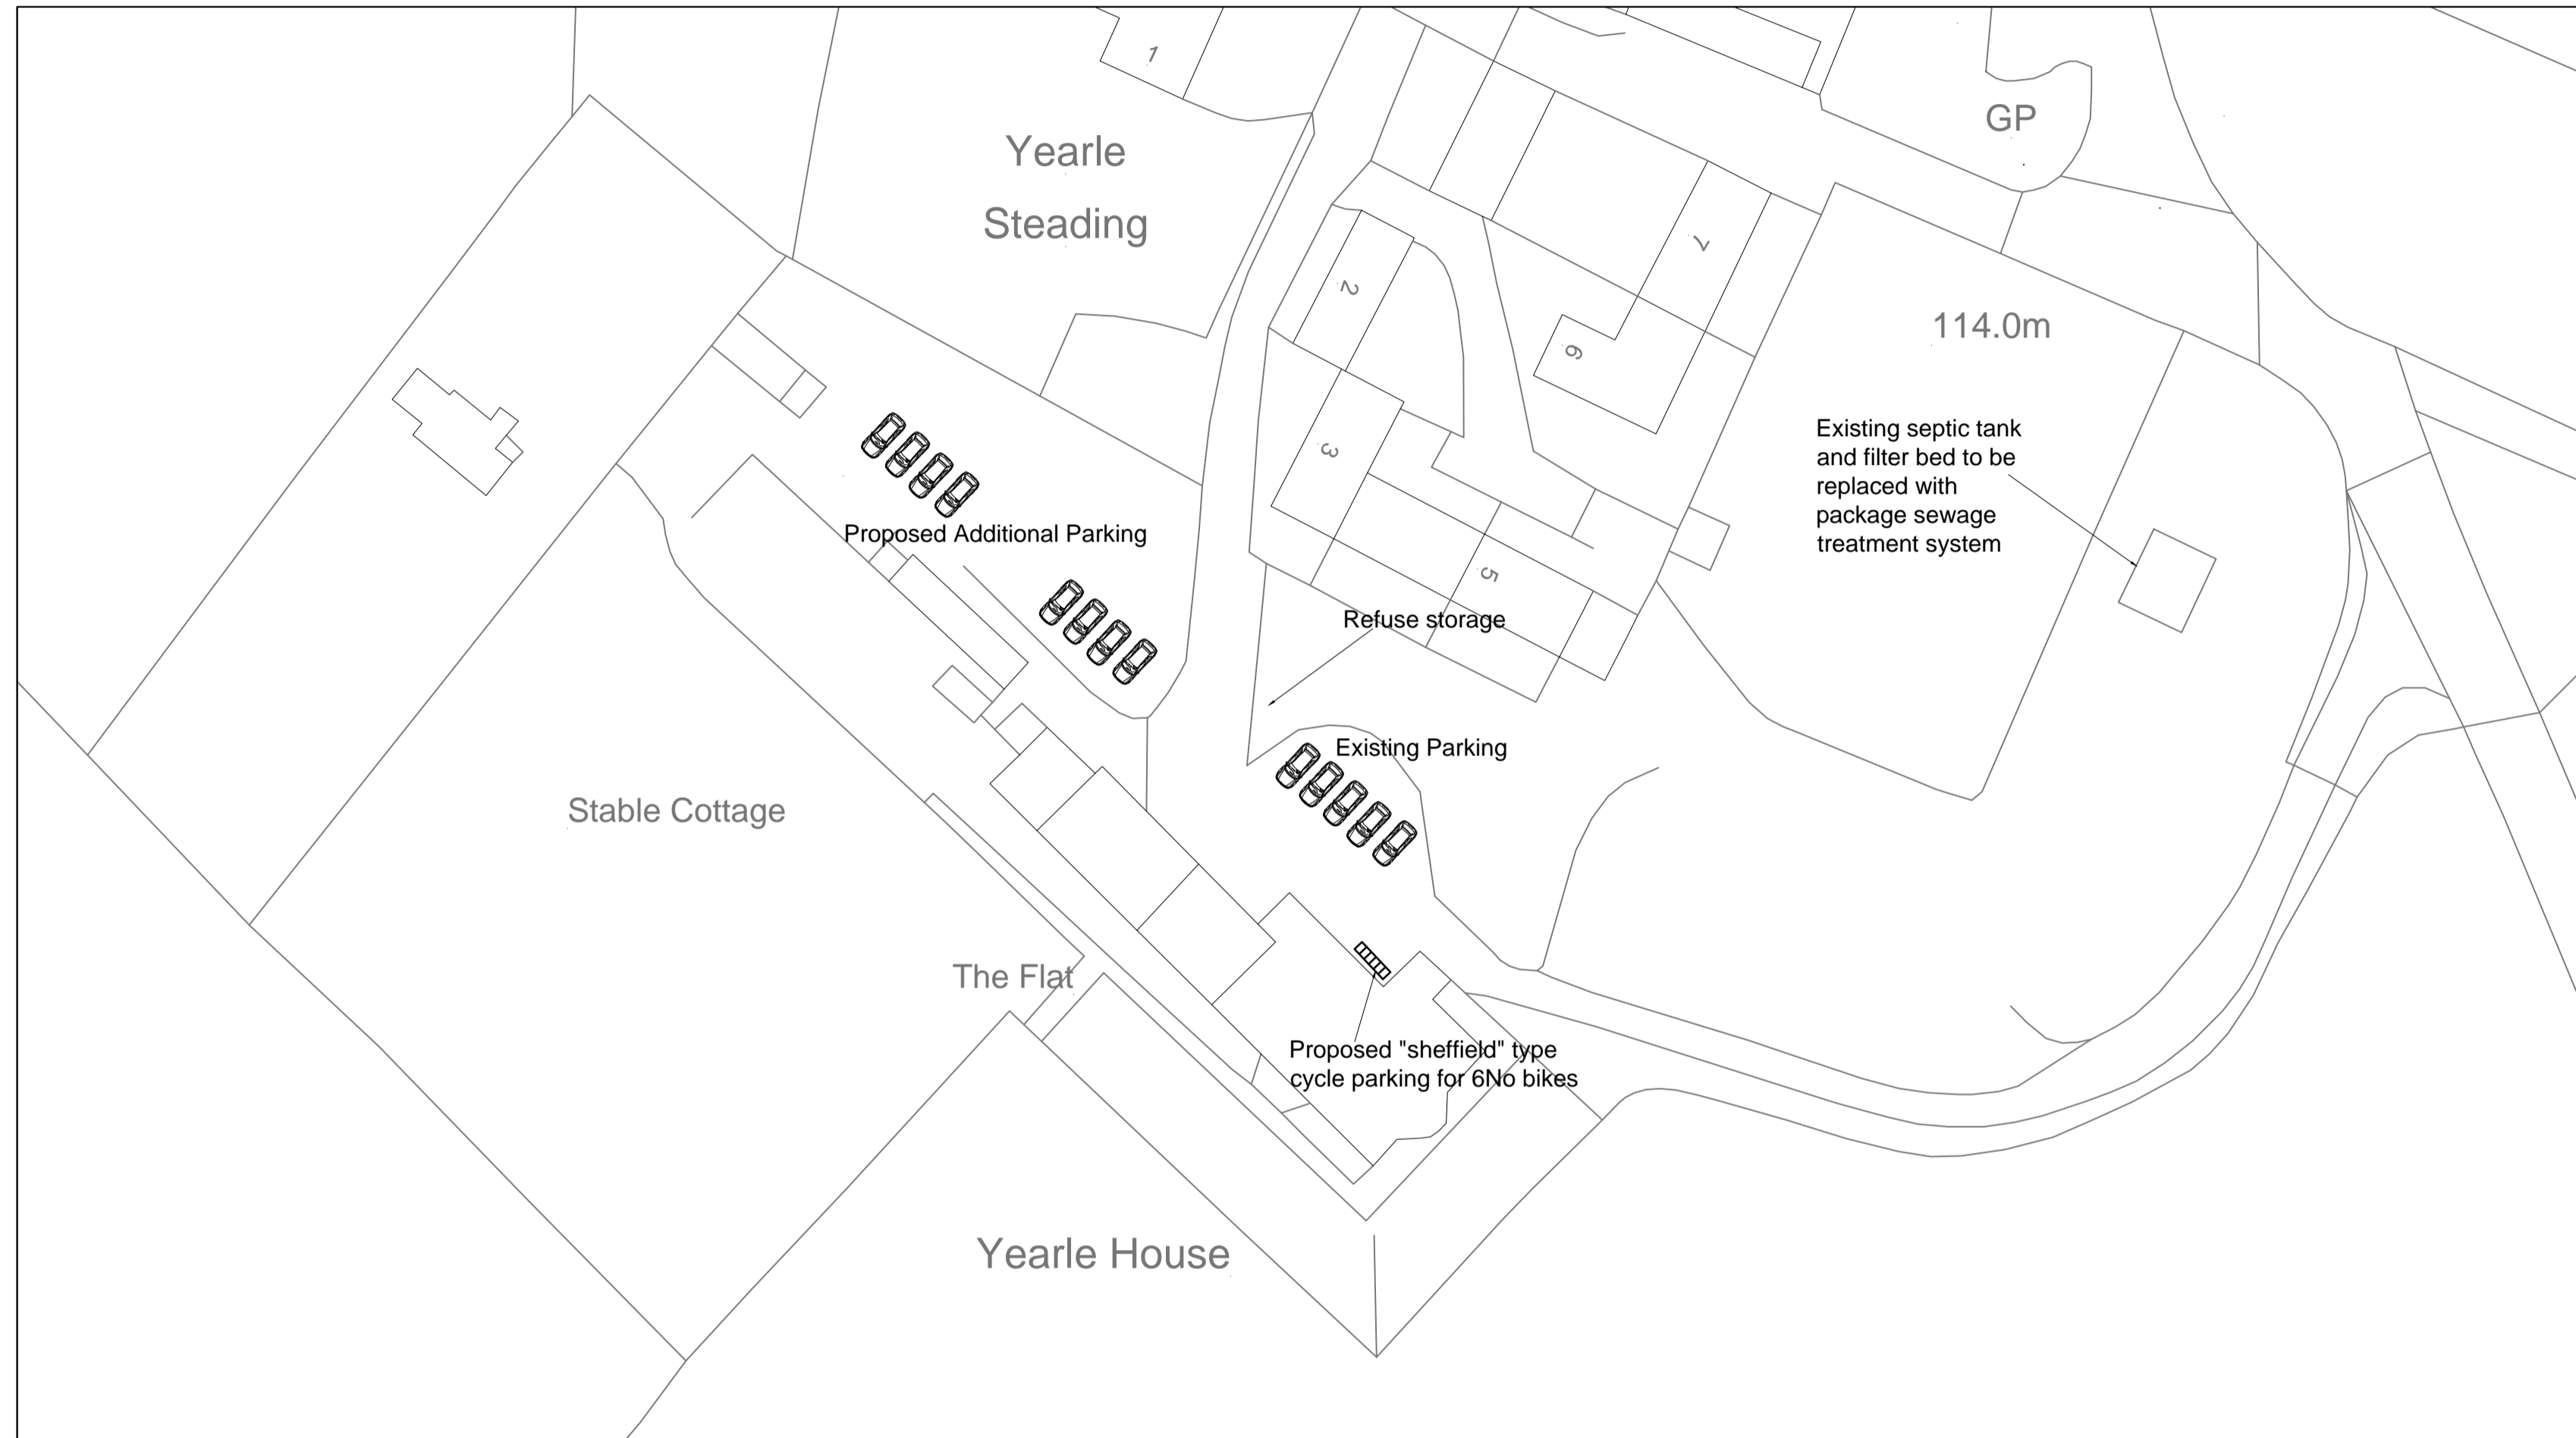 1
GP
Yearle
Steading
7
2
114.0m
6
Existing septic tank
and filter bed to be
replaced with
package sewage
treatment system
3
Proposed Additional Parking
5
Refuse storage
Existing Parking
Stable Cottage
The Flat
Proposed "sheffield" type
cycle parking for 6No bikes
Yearle House